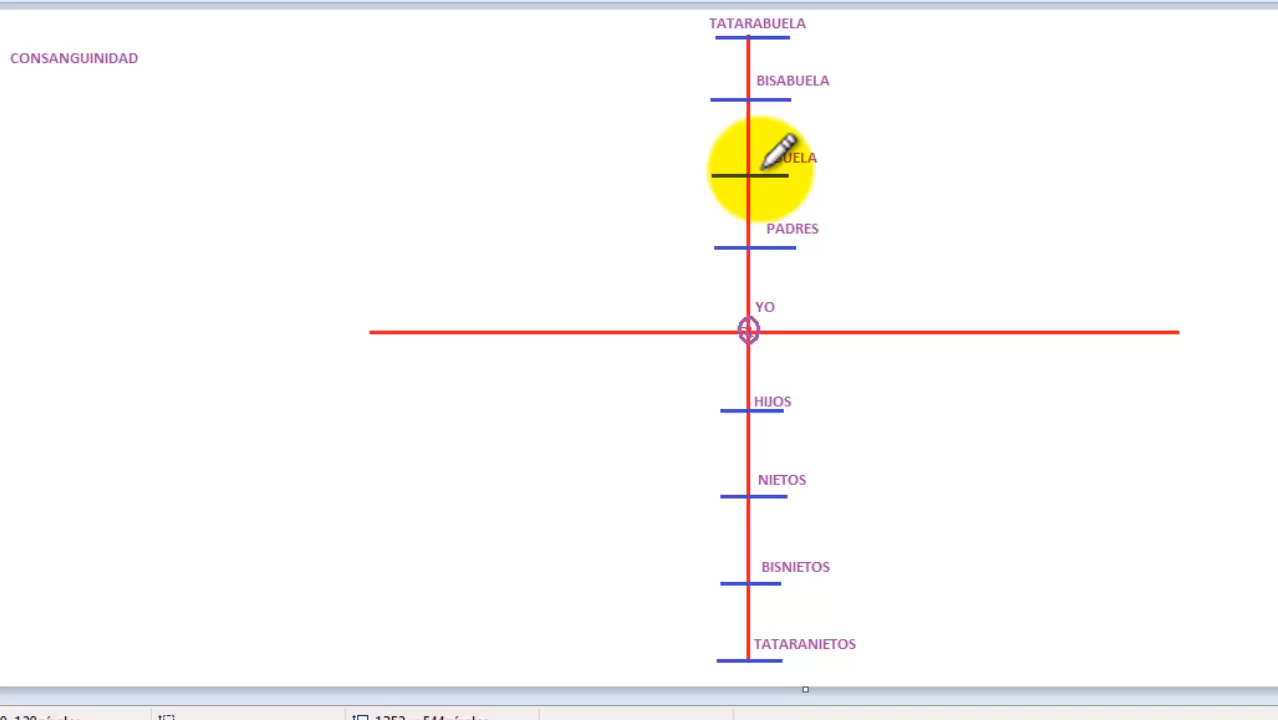 TATARABUELA
CONSANGUINIDAD
BISABUELA
PADRES
YO
HIJOS
NIETOS
BISNIETOS
TATARANIETOS